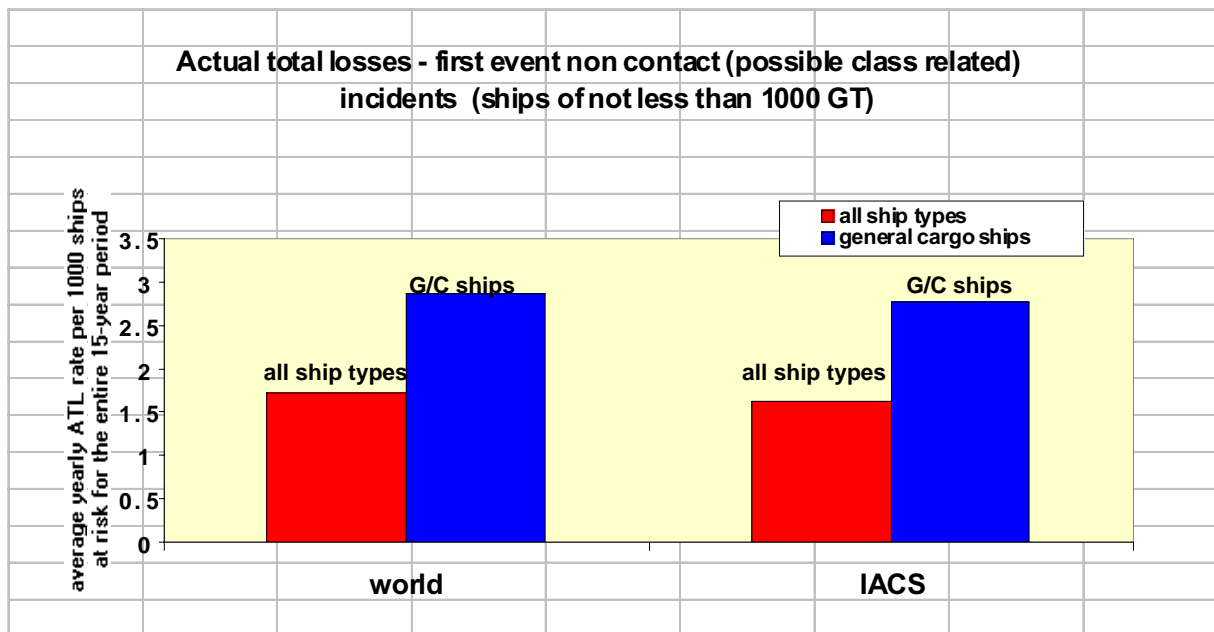 Actual total losses - first event non contact (possible class related)
incidents (ships of not less than 1000 GT)
average yearly ATL rate per 1000 ships
at risk for the entire 15-year period
all ship types
general cargo ships
3.5
3
2.5
2
1.5
1
0.5
0
G/C ships
all ship types
G/C ships
all ship types
world
IACS